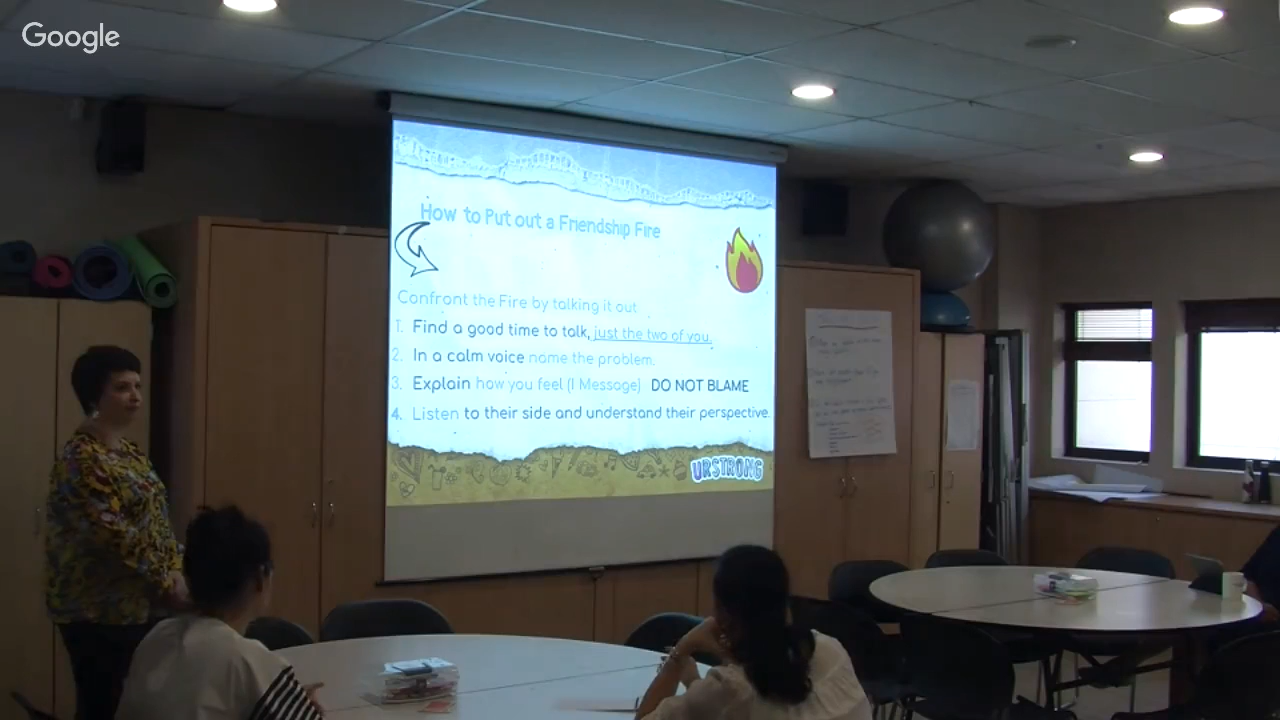 Google
How to Put out a Friendship Fire
Confront the Fire by talking it out
1. Find a good time to talk, just the two of you.
2. In a calm voice name the problem.
3. Explain how you feel (I Message) DO NOT BLAME
4. Listen to their side and understand their perspective.
URSTRONG